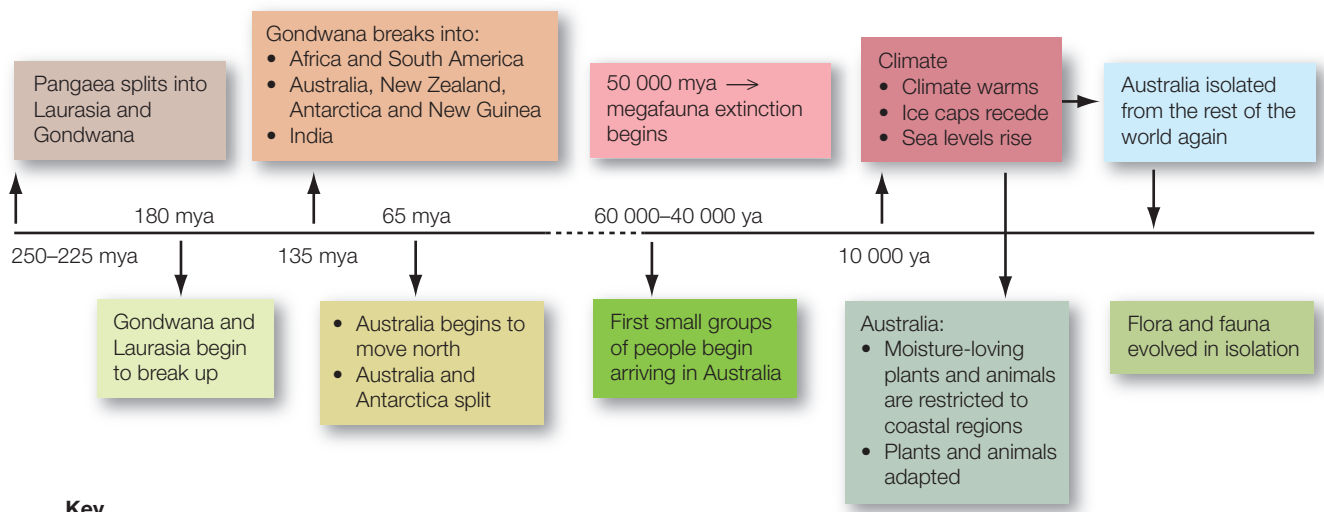 Pangaea splits into
Laurasia and
Gondwana
Gondwana breaks into:
• Africa and South America
• Australia, New Zealand,
Antarctica and New Guinea
• India
50 000 mya →
megafauna extinction
begins
Climate
• Climate warms
• Ice caps recede
• Sea levels rise
Australia isolated
from the rest of the
world again
250–225 mya
180 mya
135 mya
65 mya
60 000–40 000 ya
10 000 ya
Gondwana and
Laurasia begin
to break up
• Australia begins to
move north
• Australia and
Antarctica split
First small groups
of people begin
arriving in Australia
Australia:
• Moisture-loving
plants and animals
are restricted to
coastal regions
• Plants and animals
adapted
Flora and fauna
evolved in isolation
Key